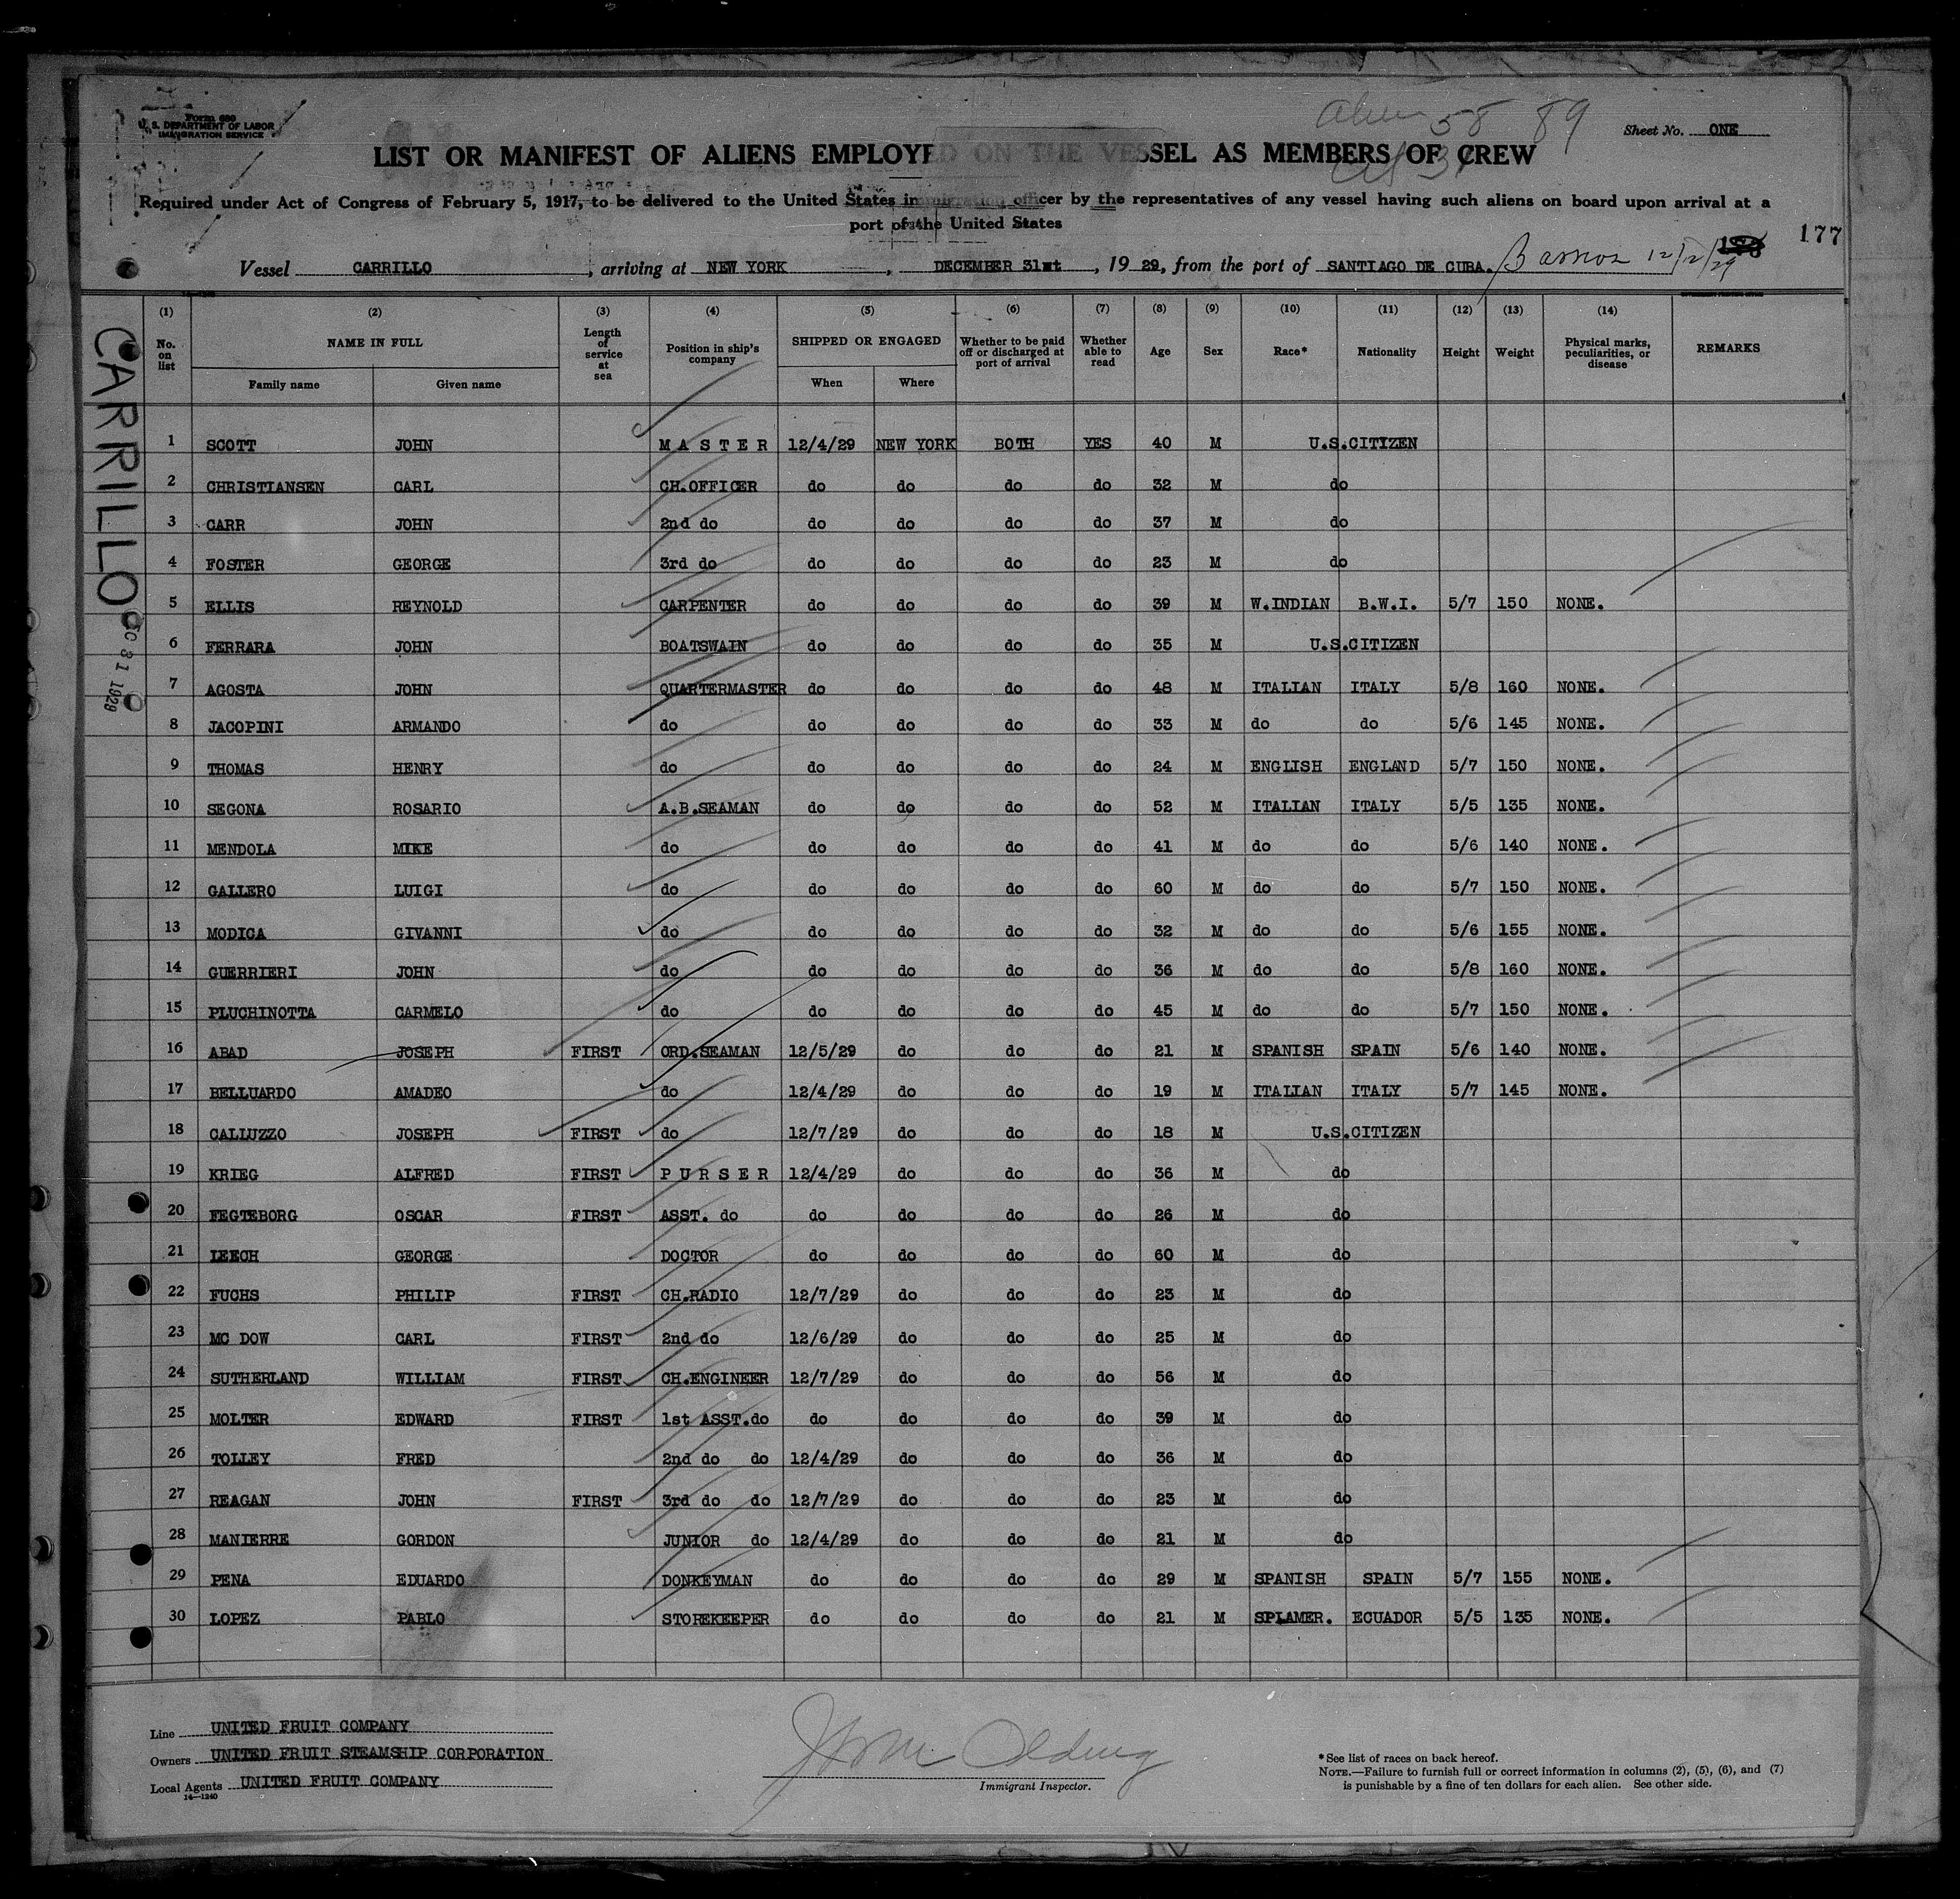 Form 680
U. S. DEPARTMENT OF LABOR
IMMIGRATION SERVICE
Alien 58 89
Sheet No. ONE
LIST OR MANIFEST OF ALIENS EMPLOYED ON THE VESSEL AS MEMBERS OF CREW
Required under Act of Congress of February 5, 1917, to be delivered to the United States immigration officer by the representatives of any vessel having such aliens on board upon arrival at a
port of the United States
177
Vessel CARRILLO, arriving at NEW YORK, DECEMBER 31st, 19 29, from the port of SANTIAGO DE CUBA.
CARRILLO
(1) (2) (3) (4) (5) (6) (7) (8) (9) (10) (11) (12) (13) (14)
No. on list NAME IN FULL Length of service at sea Position in ship's company SHIPPED OR ENGAGED Whether to be paid off or discharged at port of arrival Whether able to read Age Sex Race* Nationality Height Weight Physical marks, peculiarities, or disease REMARKS
Family name Given name When Where
1 SCOTT JOHN M A S T E R 12/4/29 NEW YORK BOTH YES 40 M U.S.CITIZEN
2 CHRISTIANSEN CARL CH.OFFICER do do do do 32 M do
3 CARR JOHN 2nd do do do do do 37 M do
4 FOSTER GEORGE 3rd do do do do do 23 M do
5 ELLIS REYNOLD CARPENTER do do do do 39 M W.INDIAN B.W.I. 5/7 150 NONE.
6 FERRARA JOHN BOATSWAIN do do do do 35 M U.S.CITIZEN
7 AGOSTA JOHN QUARTERMASTER do do do do 48 M ITALIAN ITALY 5/8 160 NONE.
8 JACOPINI ARMANDO do do do do do 33 M do do 5/6 145 NONE.
9 THOMAS HENRY do do do do do 24 M ENGLISH ENGLAND 5/7 150 NONE.
10 SEGONA ROSARIO A.B.SEAMAN do do do do 52 M ITALIAN ITALY 5/5 135 NONE.
11 MENDOLA MIKE do do do do do 41 M do do 5/6 140 NONE.
12 GALLERO LUIGI do do do do do 60 M do do 5/7 150 NONE.
13 MODICA GIVANNI do do do do do 32 M do do 5/6 155 NONE.
14 GUERRIERI JOHN do do do do do 36 M do do 5/8 160 NONE.
15 PLUCHINOTTA CARMELO do do do do do 45 M do do 5/7 150 NONE.
16 ABAD JOSEPH FIRST ORD.SEAMAN 12/5/29 do do do 21 M SPANISH SPAIN 5/6 140 NONE.
17 BELLUARDO AMADEO do 12/4/29 do do do 19 M ITALIAN ITALY 5/7 145 NONE.
18 CALLUZZO JOSEPH FIRST do 12/7/29 do do do 18 M U.S.CITIZEN
19 KRIEG ALFRED FIRST P U R S E R 12/4/29 do do do 36 M do
20 FEGTEBORG OSCAR FIRST ASST. do do do do do 26 M do
21 LEECH GEORGE DOCTOR do do do do 60 M do
22 FUCHS PHILIP FIRST CH.RADIO 12/7/29 do do do 23 M do
23 MC DOW CARL FIRST 2nd do 12/6/29 do do do 25 M do
24 SUTHERLAND WILLIAM FIRST CH.ENGINEER 12/7/29 do do do 56 M do
25 MOLTER EDWARD FIRST 1st ASST.do do do do do 39 M do
26 TOLLEY FRED 2nd do do 12/4/29 do do do 36 M do
27 REAGAN JOHN FIRST 3rd do do 12/7/29 do do do 23 M do
28 MANIERRE GORDON JUNIOR do 12/4/29 do do do 21 M do
29 PENA EDUARDO DONKEYMAN do do do do 29 M SPANISH SPAIN 5/7 155 NONE.
30 LOPEZ PABLO STOREKEEPER do do do do 21 M SP.AMER. ECUADOR 5/5 135 NONE.
Line UNITED FRUIT COMPANY
Owners UNITED FRUIT STEAMSHIP CORPORATION
Local Agents UNITED FRUIT COMPANY
14—1240
Immigrant Inspector.
*See list of races on back hereof.
NOTE.—Failure to furnish full or correct information in columns (2), (5), (6), and (7)
is punishable by a fine of ten dollars for each alien. See other side.